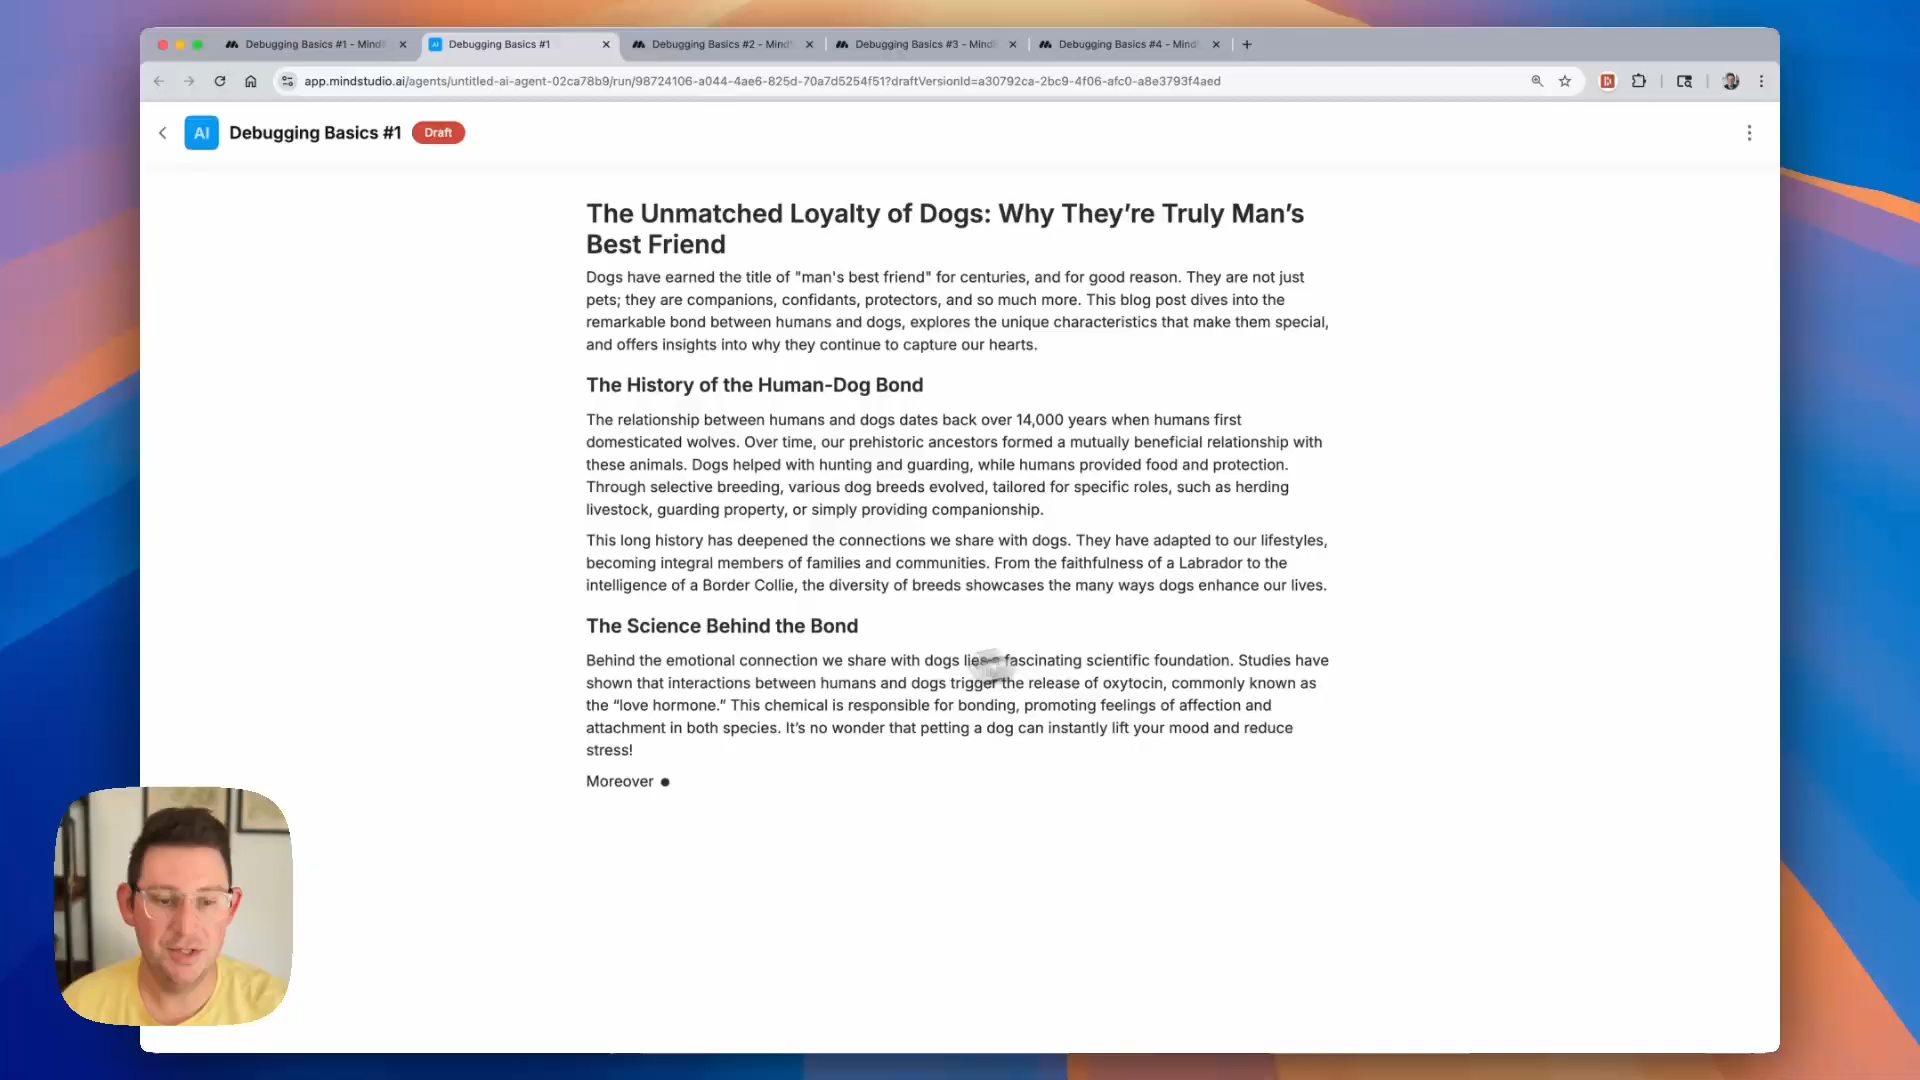 Debugging Basics #1 - Mind
Debugging Basics #1
Debugging Basics #2 - Mind
Debugging Basics #3 - Mind
Debugging Basics #4 - Mind
app.mindstudio.ai/agents/untitled-ai-agent-02ca78b9/run/98724106-a044-4ae6-825d-70a7d5254f51?draftVersionId=a30792ca-2bc9-4f06-afc0-a8e3793f4aed
AI Debugging Basics #1 Draft
The Unmatched Loyalty of Dogs: Why They’re Truly Man’s
Best Friend
Dogs have earned the title of "man's best friend" for centuries, and for good reason. They are not just
pets; they are companions, confidants, protectors, and so much more. This blog post dives into the
remarkable bond between humans and dogs, explores the unique characteristics that make them special,
and offers insights into why they continue to capture our hearts.
The History of the Human-Dog Bond
The relationship between humans and dogs dates back over 14,000 years when humans first
domesticated wolves. Over time, our prehistoric ancestors formed a mutually beneficial relationship with
these animals. Dogs helped with hunting and guarding, while humans provided food and protection.
Through selective breeding, various dog breeds evolved, tailored for specific roles, such as herding
livestock, guarding property, or simply providing companionship.
This long history has deepened the connections we share with dogs. They have adapted to our lifestyles,
becoming integral members of families and communities. From the faithfulness of a Labrador to the
intelligence of a Border Collie, the diversity of breeds showcases the many ways dogs enhance our lives.
The Science Behind the Bond
Behind the emotional connection we share with dogs lies a fascinating scientific foundation. Studies have
shown that interactions between humans and dogs trigger the release of oxytocin, commonly known as
the “love hormone.” This chemical is responsible for bonding, promoting feelings of affection and
attachment in both species. It’s no wonder that petting a dog can instantly lift your mood and reduce
stress!
Moreover